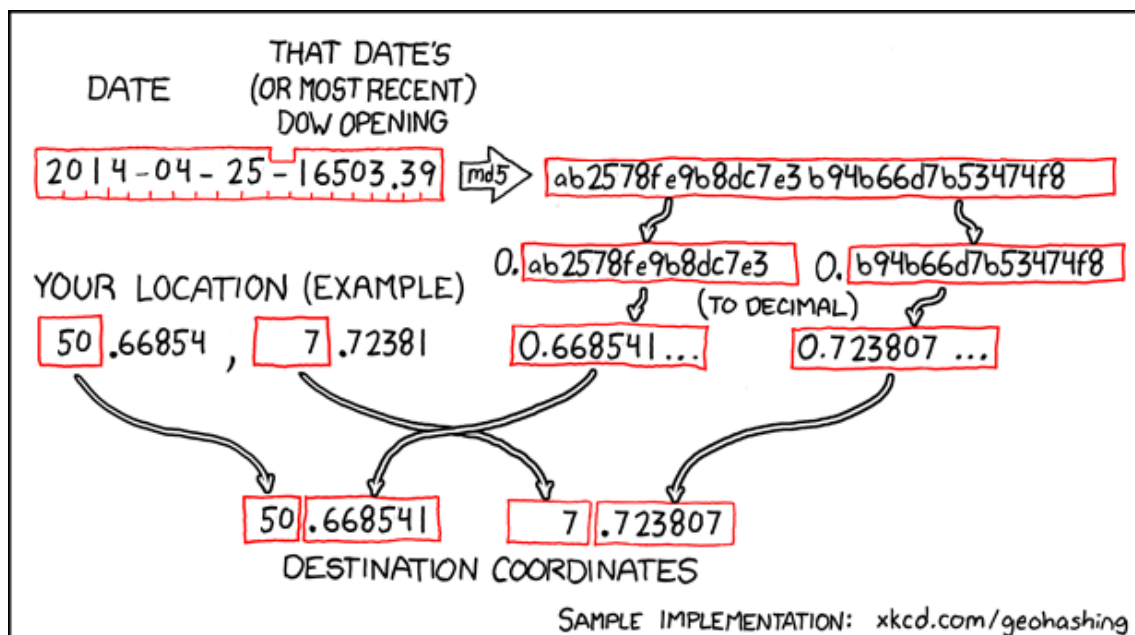 THAT DATE'S
DATE (OR MOST RECENT)
DOW OPENING
2014-04-25-16503.39 md5 ab2578fe9b8dc7e3b94b66d7b53474f8
0.ab2578fe9b8dc7e3 0.b94b66d7b53474f8
YOUR LOCATION (EXAMPLE) (TO DECIMAL)
50.66854, 7.72381 0.668541... 0.723807...
50.668541 7.723807
DESTINATION COORDINATES
SAMPLE IMPLEMENTATION: xkcd.com/geohashing